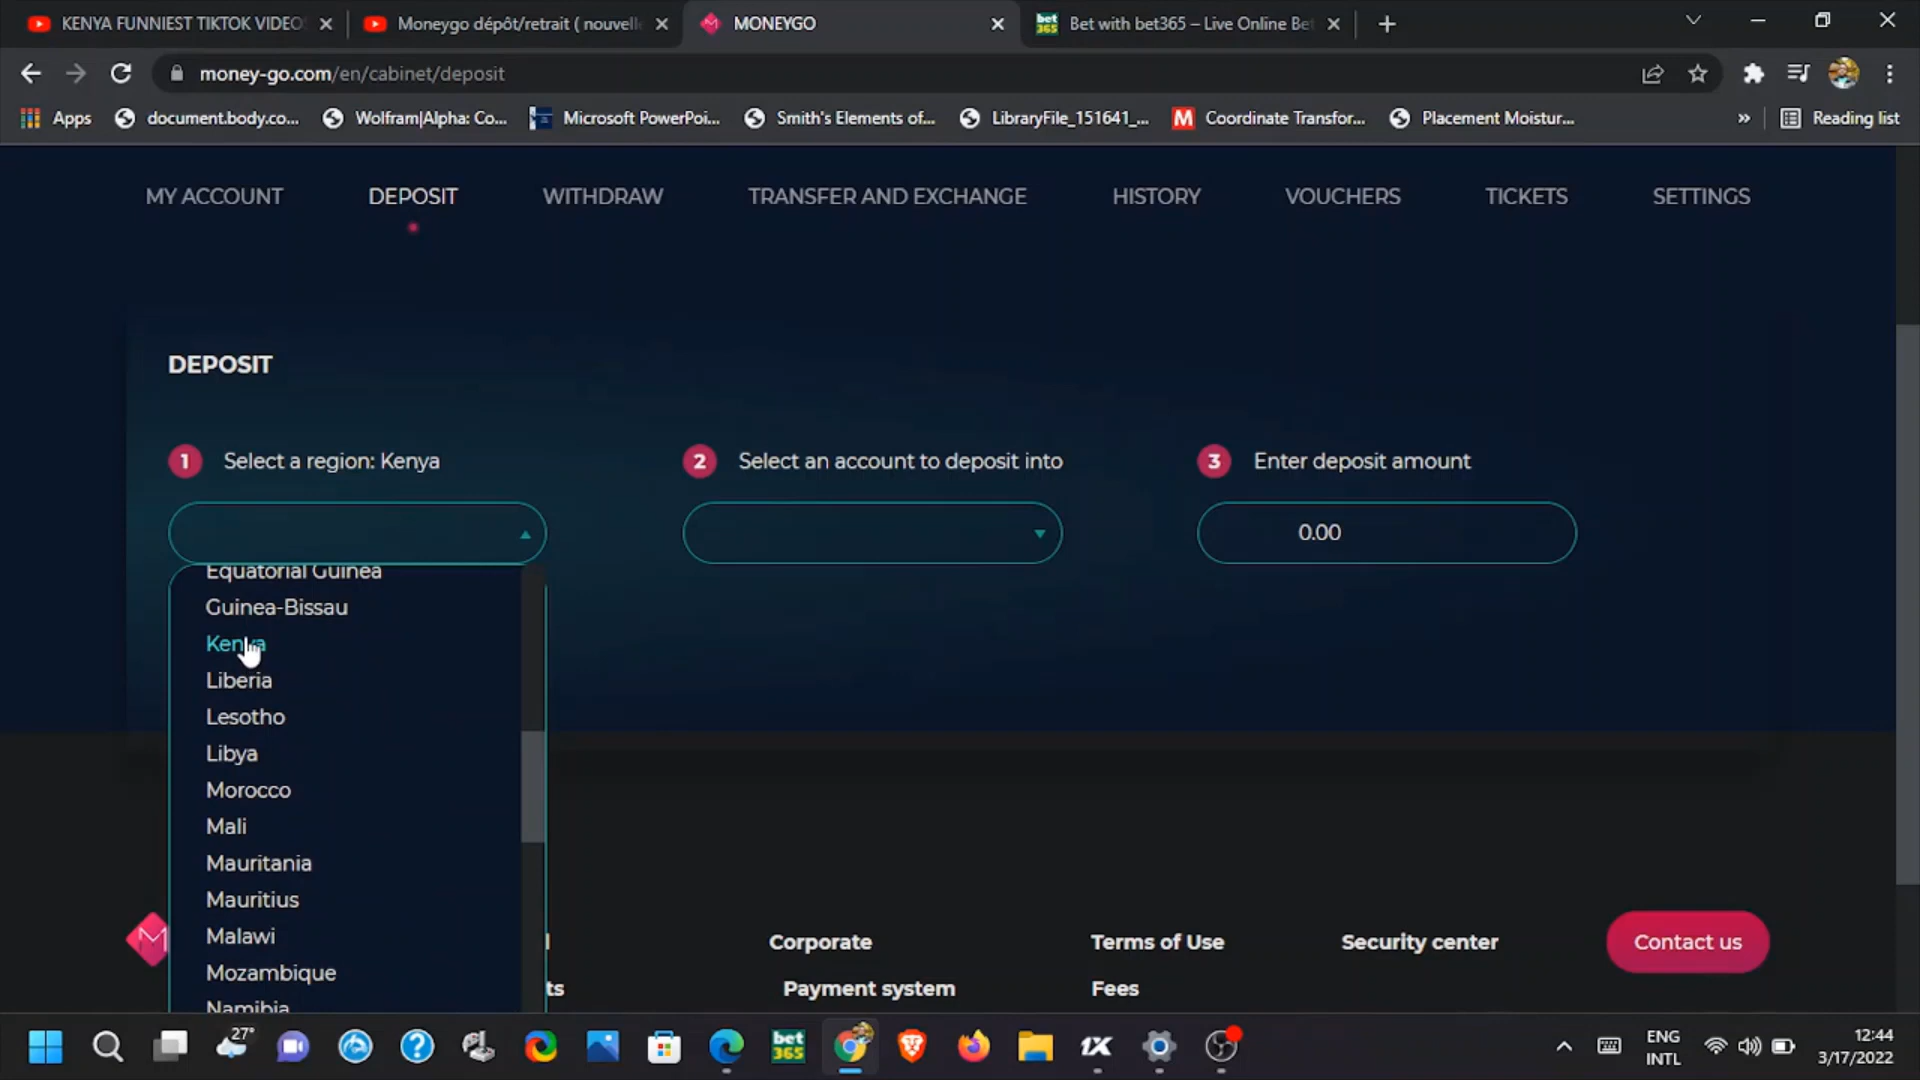 KENYA FUNNIEST TIKTOK VIDEO
Moneygo dépôt/retrait ( nouvell
MONEYGO
bet365
Bet with bet365 – Live Online Bet
money-go.com/en/cabinet/deposit
Apps
document.body.co...
Wolfram|Alpha: Co...
Microsoft PowerPoi...
Smith's Elements of...
LibraryFile_151641_...
M
Coordinate Transfor...
Placement Moistur...
»
Reading list
MY ACCOUNT
DEPOSIT
WITHDRAW
TRANSFER AND EXCHANGE
HISTORY
VOUCHERS
TICKETS
SETTINGS
DEPOSIT
1 Select a region: Kenya
2 Select an account to deposit into
3 Enter deposit amount
0.00
Equatorial Guinea
Guinea-Bissau
Kenya
Liberia
Lesotho
Libya
Morocco
Mali
Mauritania
Mauritius
Malawi
Mozambique
Namibia
Corporate
Terms of Use
Security center
Contact us
ts
Payment system
Fees
27°
bet365
1X
ENG
INTL
12:44
3/17/2022